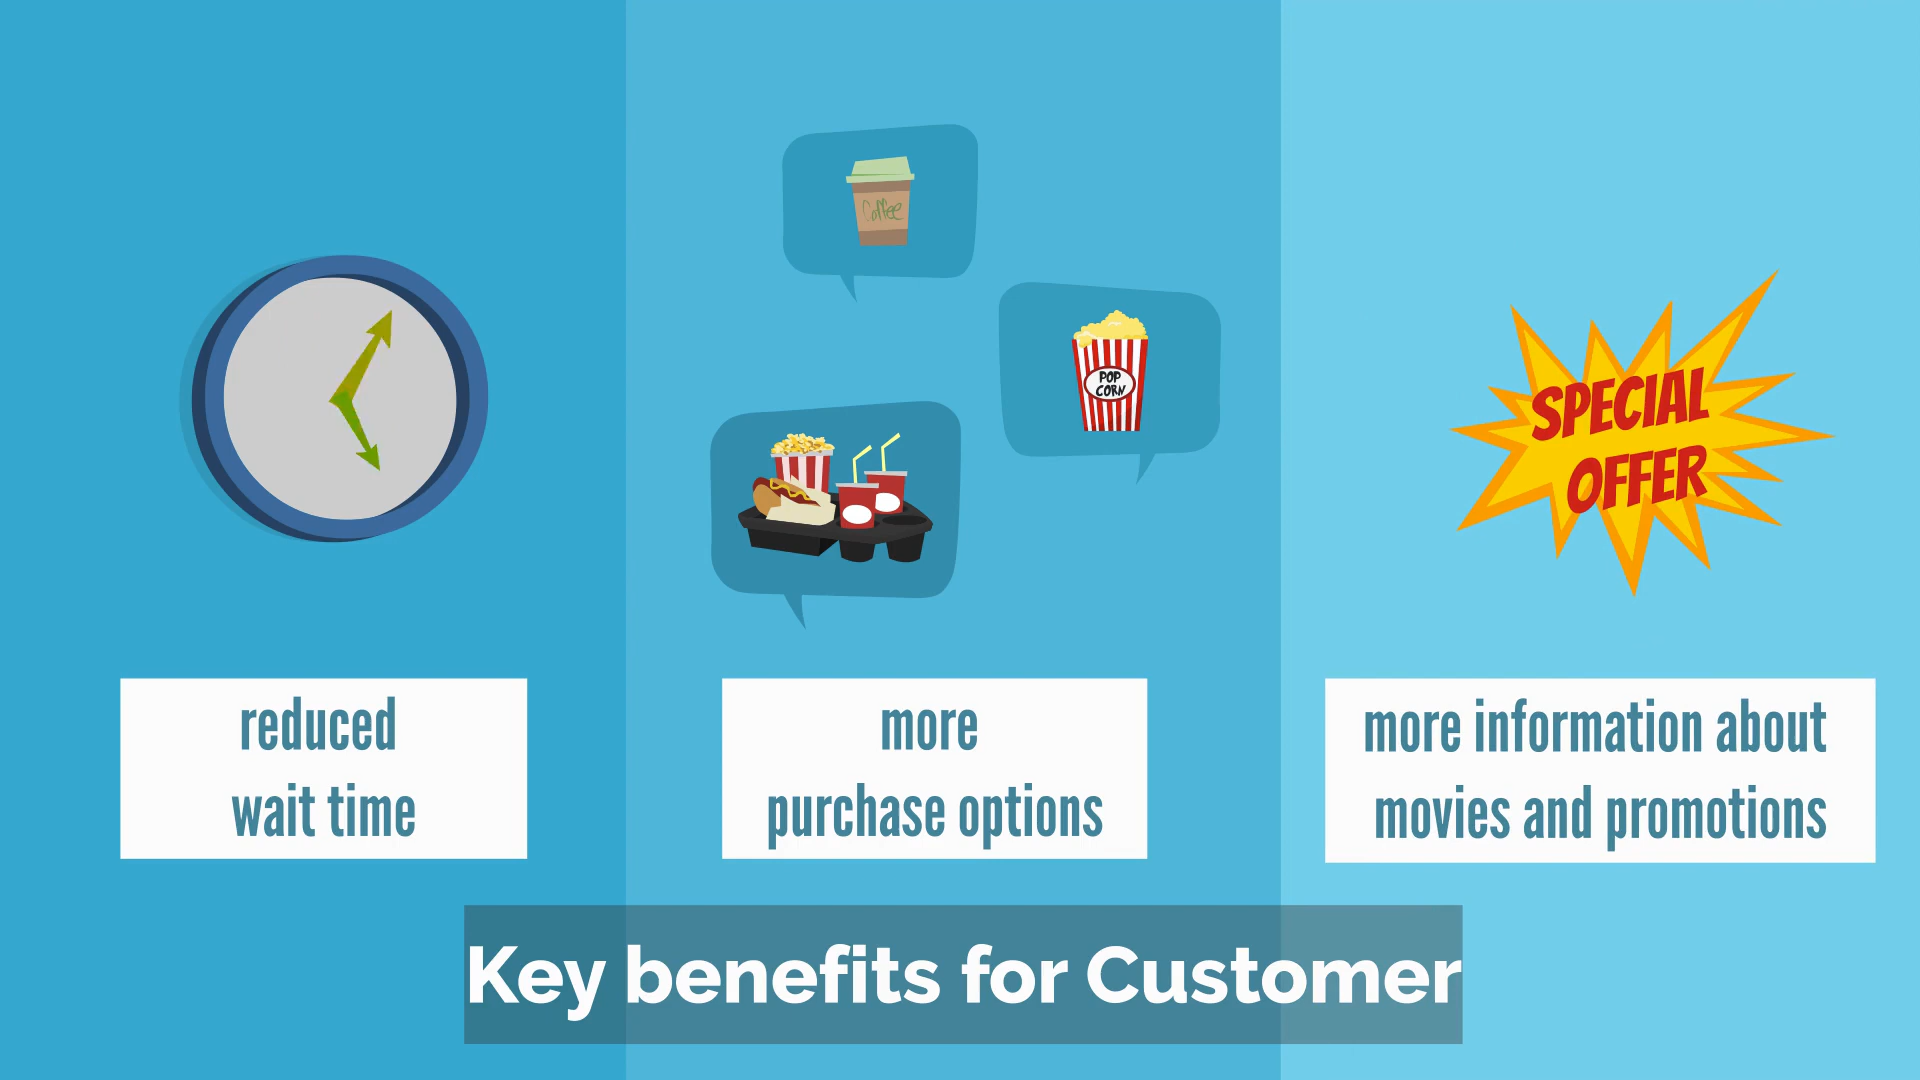 Coffee
POP
CORN
SPECIAL
OFFER
reduced
wait time
more
purchase options
more information about
movies and promotions
Key benefits for Customer